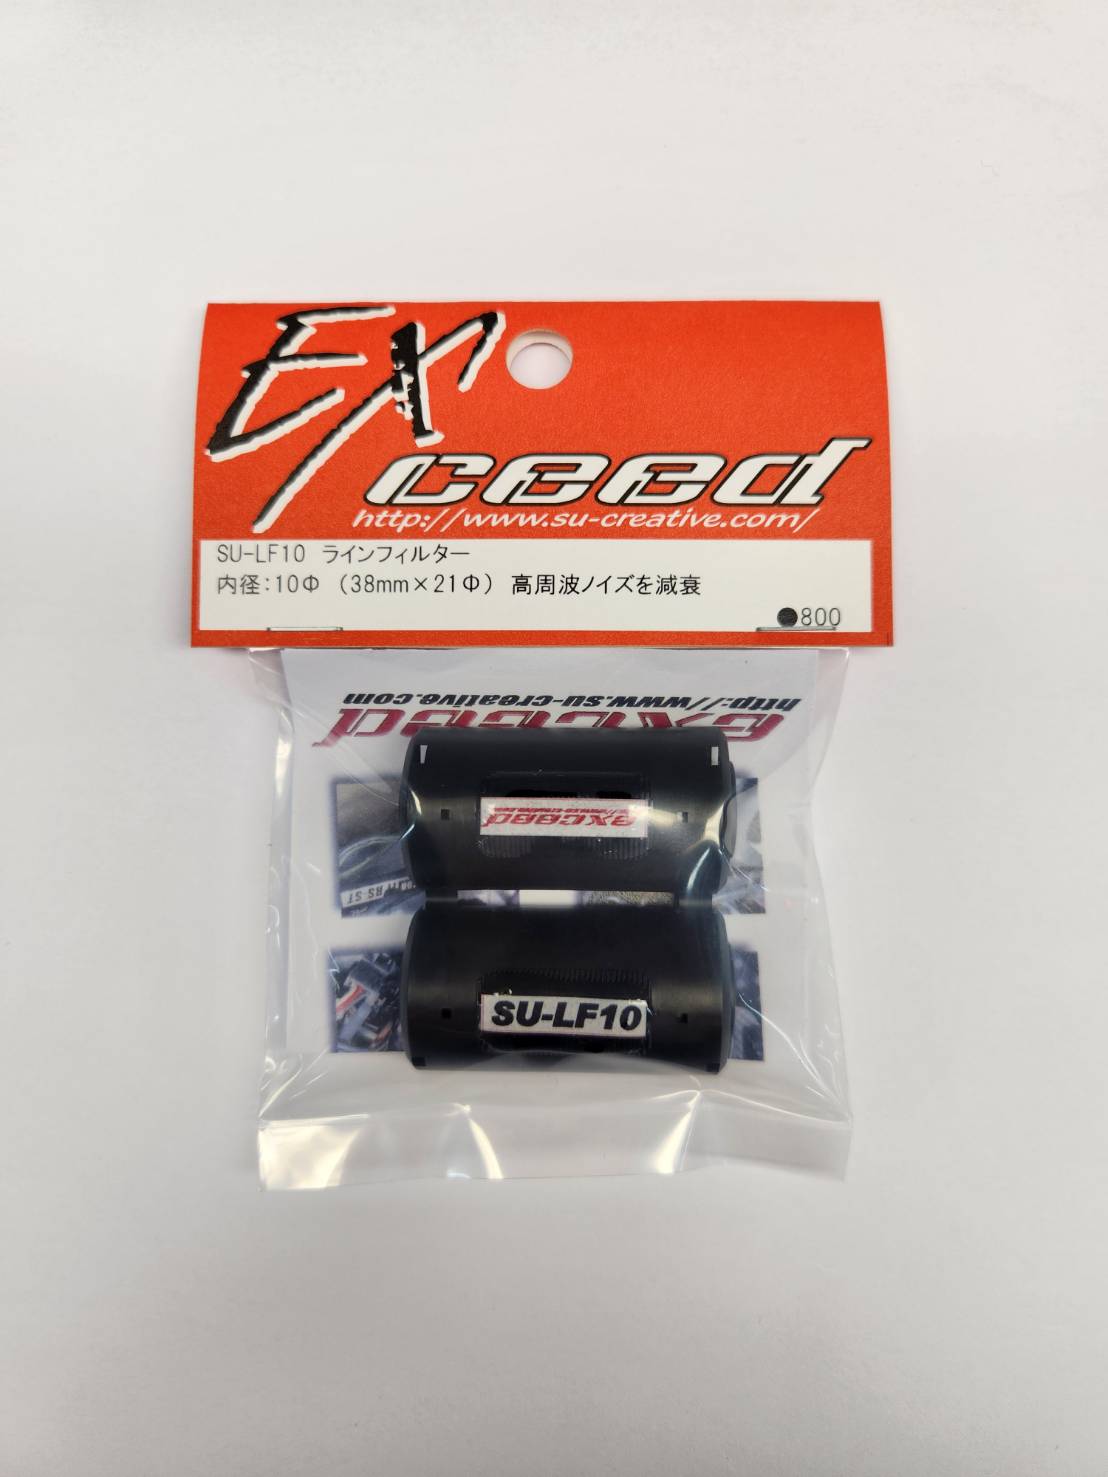 EXceed
http://www.su-creative.com/
SU-LF10 ラインフィルター
内径:10Φ (38mm×21Φ) 高周波ノイズを減衰
●800
http://www.su-creative.com
exceed
exceed
SU-LF10